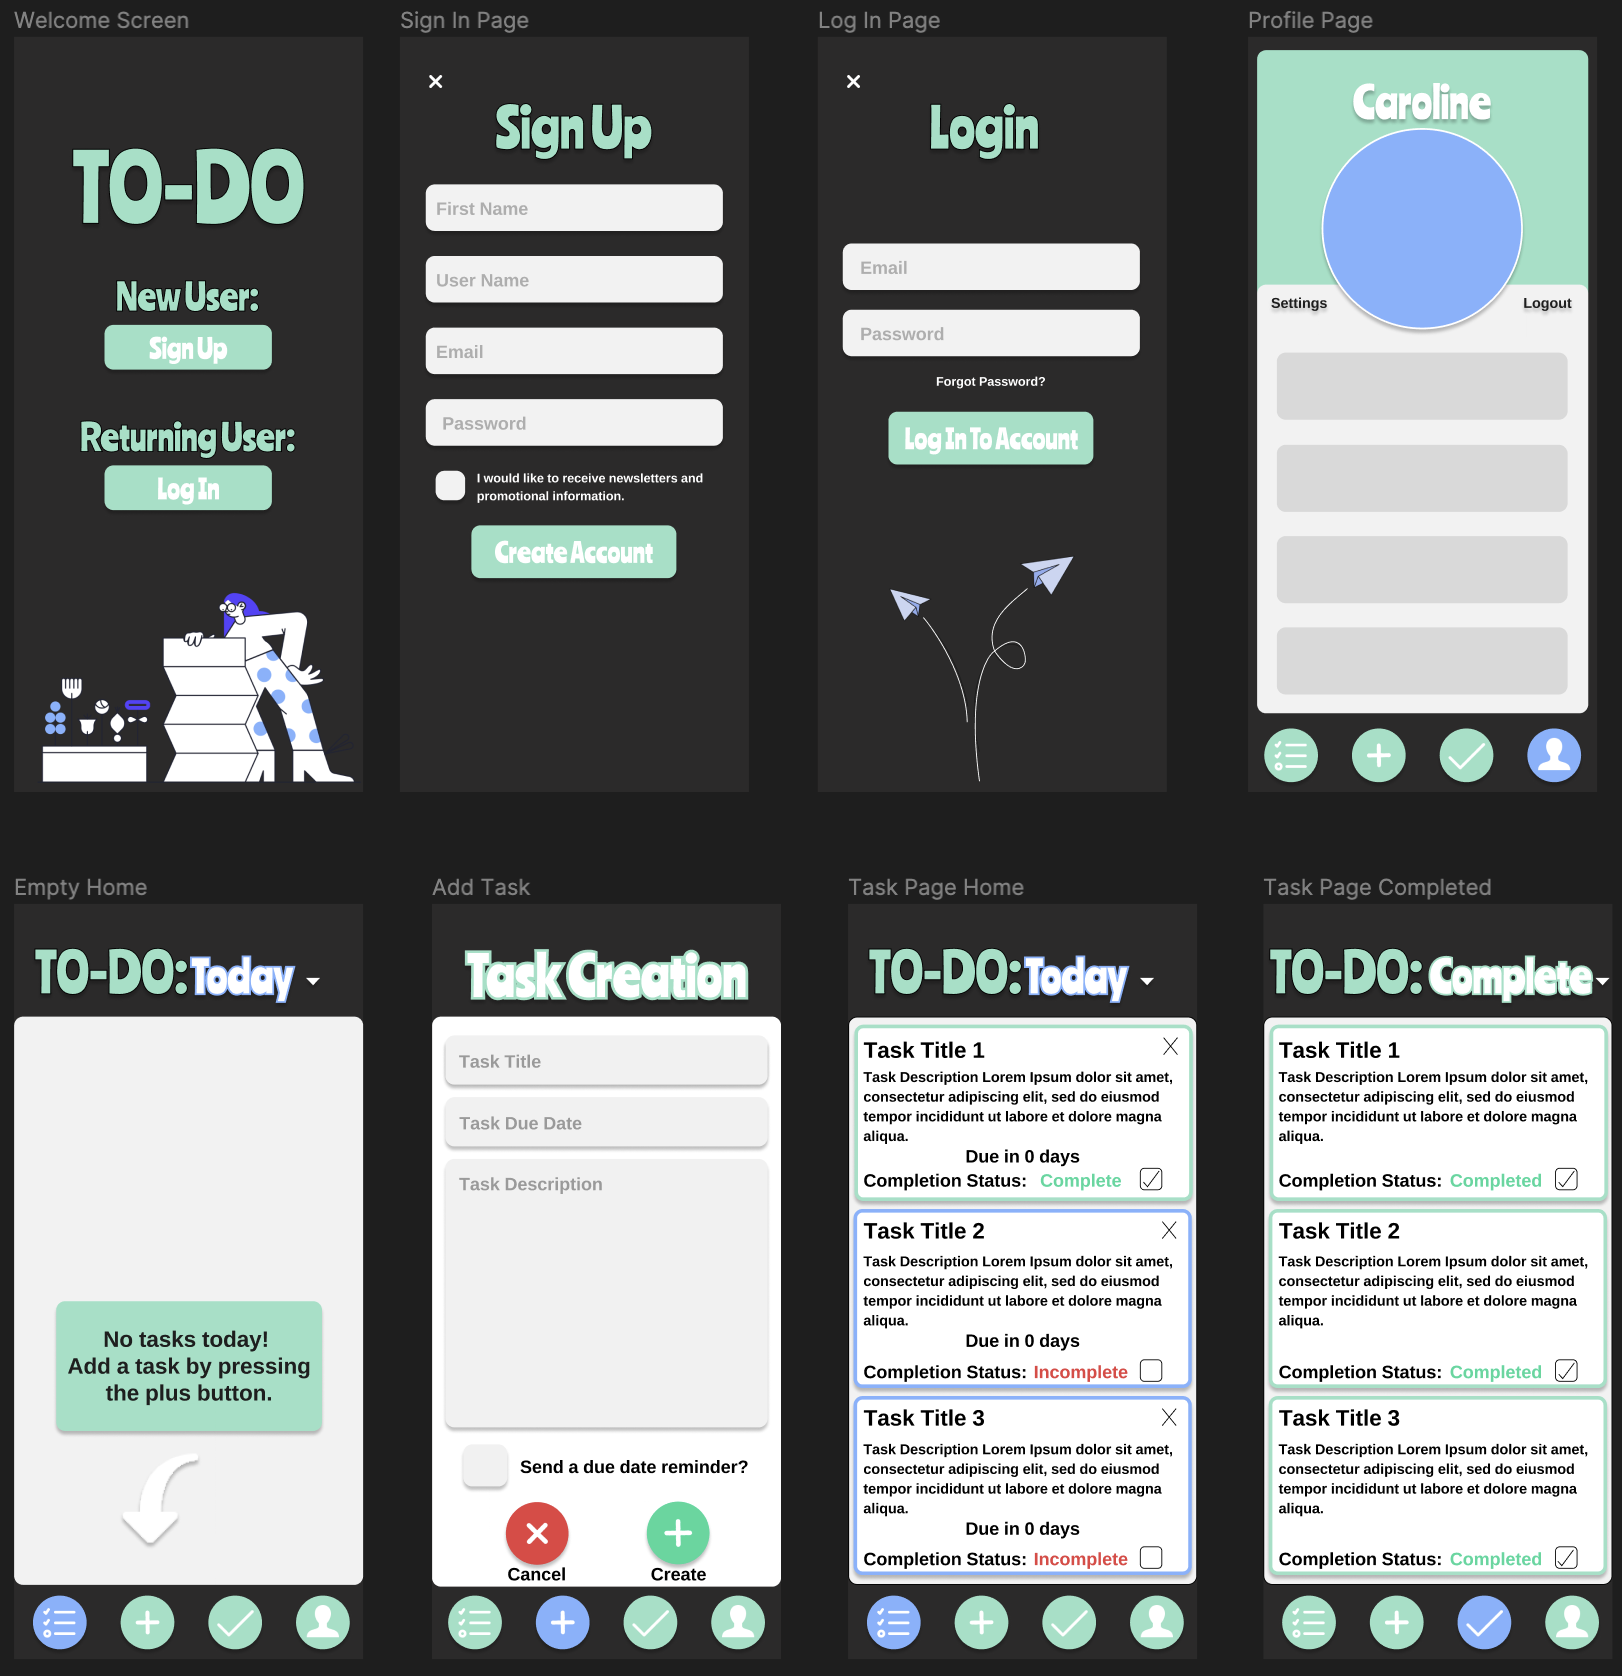 Welcome Screen
TO-DO
New User:
Sign Up
Returning User:
Log In
Sign In Page
Sign Up
First Name
User Name
Email
Password
I would like to receive newsletters and
promotional information.
Create Account
Log In Page
Login
Email
Password
Forgot Password?
Log In To Account
Profile Page
Caroline
Settings
Logout
Empty Home
TO-DO: Today
No tasks today!
Add a task by pressing
the plus button.
Add Task
Task Creation
Task Title
Task Due Date
Task Description
Send a due date reminder?
Cancel
Create
Task Page Home
TO-DO: Today
Task Title 1
X
Task Description Lorem Ipsum dolor sit amet,
consectetur adipiscing elit, sed do eiusmod
tempor incididunt ut labore et dolore magna
aliqua.
Due in 0 days
Completion Status: Complete
Task Title 2
X
Task Description Lorem Ipsum dolor sit amet,
consectetur adipiscing elit, sed do eiusmod
tempor incididunt ut labore et dolore magna
aliqua.
Due in 0 days
Completion Status: Incomplete
Task Title 3
X
Task Description Lorem Ipsum dolor sit amet,
consectetur adipiscing elit, sed do eiusmod
tempor incididunt ut labore et dolore magna
aliqua.
Due in 0 days
Completion Status: Incomplete
Task Page Completed
TO-DO: Complete
Task Title 1
Task Description Lorem Ipsum dolor sit amet,
consectetur adipiscing elit, sed do eiusmod
tempor incididunt ut labore et dolore magna
aliqua.
Completion Status: Completed
Task Title 2
Task Description Lorem Ipsum dolor sit amet,
consectetur adipiscing elit, sed do eiusmod
tempor incididunt ut labore et dolore magna
aliqua.
Completion Status: Completed
Task Title 3
Task Description Lorem Ipsum dolor sit amet,
consectetur adipiscing elit, sed do eiusmod
tempor incididunt ut labore et dolore magna
aliqua.
Completion Status: Completed